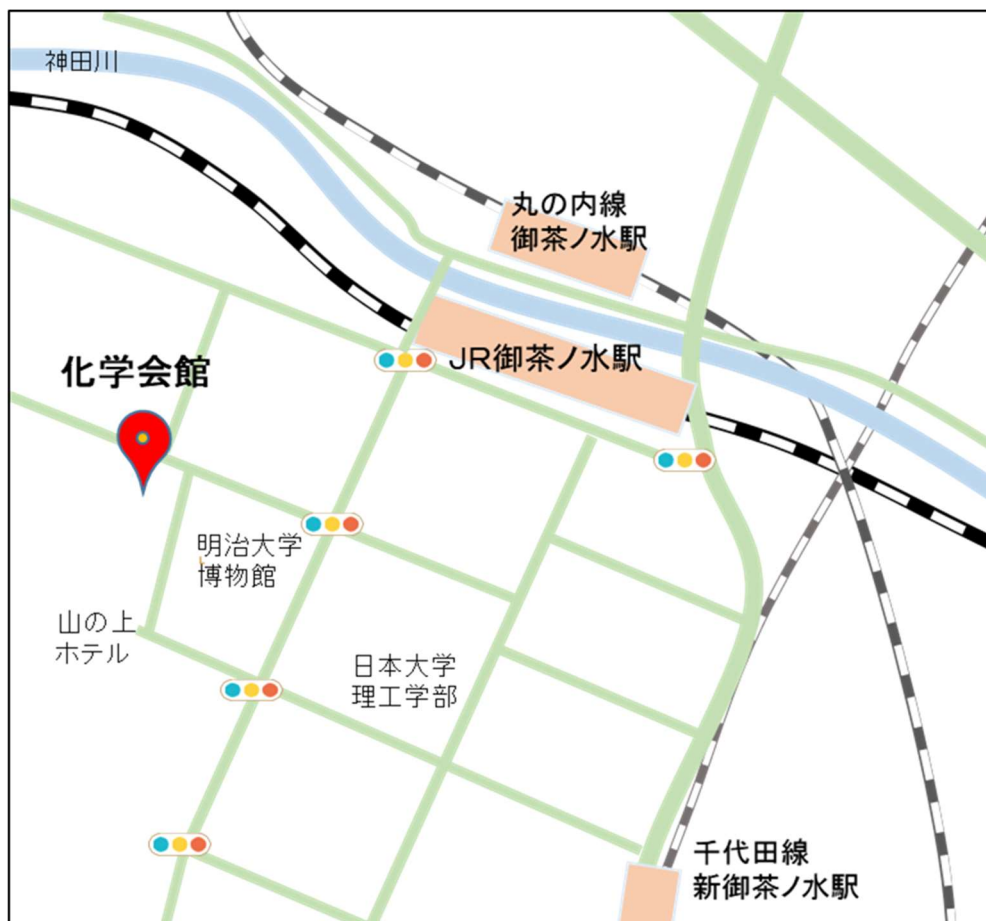 神田川
丸の内線
御茶ノ水駅
JR御茶ノ水駅
化学会館
明治大学
博物館
山の上
ホテル
日本大学
理工学部
千代田線
新御茶ノ水駅